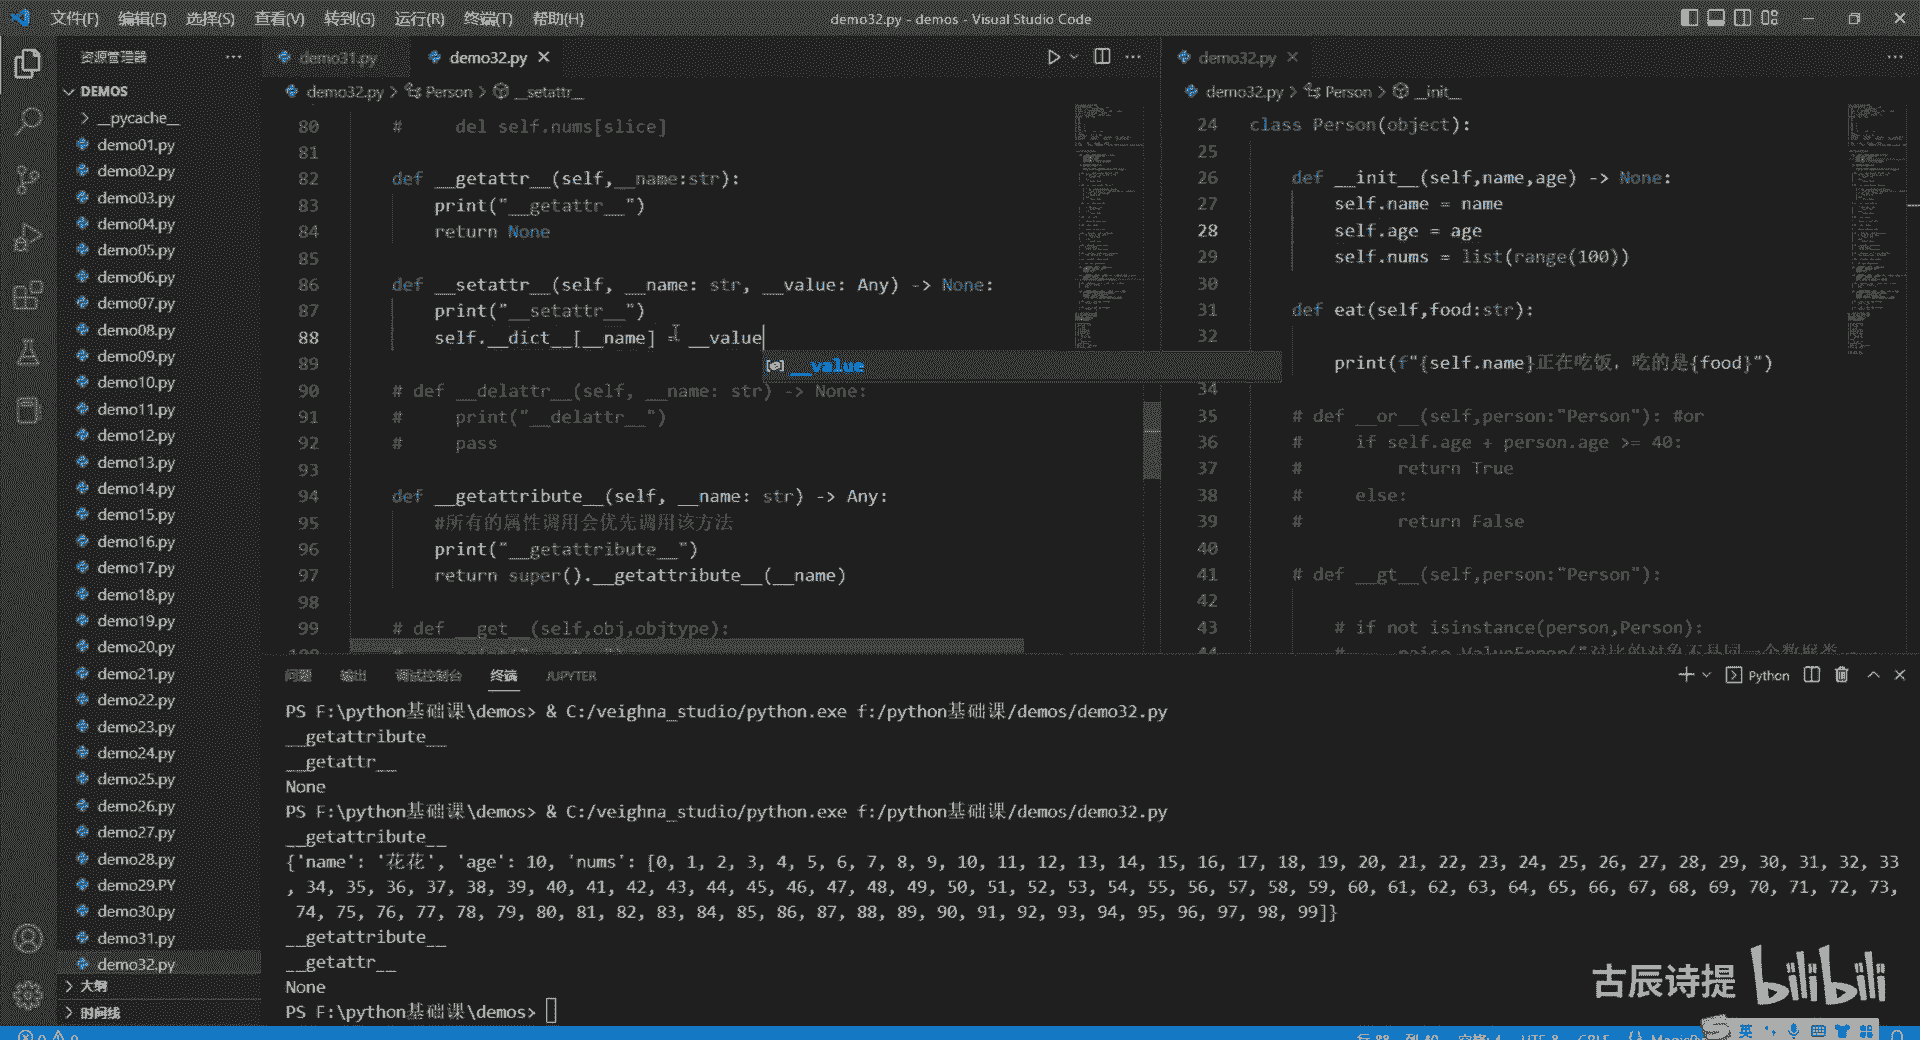 文件(F) 编辑(E) 选择(S) 查看(V) 转到(G) 运行(R) 终端(T) 帮助(H)
demo32.py - demos - Visual Studio Code
资源管理器
DEMOS
__pycache__
demo01.py
demo02.py
demo03.py
demo04.py
demo05.py
demo06.py
demo07.py
demo08.py
demo09.py
demo10.py
demo11.py
demo12.py
demo13.py
demo14.py
demo15.py
demo16.py
demo17.py
demo18.py
demo19.py
demo20.py
demo21.py
demo22.py
demo23.py
demo24.py
demo25.py
demo26.py
demo27.py
demo28.py
demo29.PY
demo30.py
demo31.py
demo32.py
大纲
时间线
demo31.py demo32.py
demo32.py > Person > __setattr__
80 # del self.nums[slice]
81
82 def __getattr__(self,__name:str):
83 print("__getattr__")
84 return None
85
86 def __setattr__(self, __name: str, __value: Any) -> None:
87 print("__setattr__")
88 self.__dict__[__name] = __value
__value
89
90 # def __delattr__(self, __name: str) -> None:
91 # print("__delattr__")
92 # pass
93
94 def __getattribute__(self, __name: str) -> Any:
95 #所有的属性调用会优先调用该方法
96 print("__getattribute__")
97 return super().__getattribute__(__name)
98
99 # def __get__(self,obj,objtype):
demo32.py
demo32.py > Person > __init__
24 class Person(object):
25
26 def __init__(self,name,age) -> None:
27 self.name = name
28 self.age = age
29 self.nums = list(range(100))
30
31 def eat(self,food:str):
32
print(f"{self.name}正在吃饭，吃的是{food}")
34
35 # def __or__(self,person:"Person"): #or
36 # if self.age + person.age >= 40:
37 # return True
38 # else:
39 # return False
40
41 # def __gt__(self,person:"Person"):
42
43 # if not isinstance(person,Person):
44 # raise ValueError("对比的对象不是同一个数据类
问题 输出 调试控制台 终端 JUPYTER
Python
PS F:\python基础课\demos> & C:/veighna_studio/python.exe f:/python基础课/demos/demo32.py
__getattribute__
__getattr__
None
PS F:\python基础课\demos> & C:/veighna_studio/python.exe f:/python基础课/demos/demo32.py
__getattribute__
{'name': '花花', 'age': 10, 'nums': [0, 1, 2, 3, 4, 5, 6, 7, 8, 9, 10, 11, 12, 13, 14, 15, 16, 17, 18, 19, 20, 21, 22, 23, 24, 25, 26, 27, 28, 29, 30, 31, 32, 33
, 34, 35, 36, 37, 38, 39, 40, 41, 42, 43, 44, 45, 46, 47, 48, 49, 50, 51, 52, 53, 54, 55, 56, 57, 58, 59, 60, 61, 62, 63, 64, 65, 66, 67, 68, 69, 70, 71, 72, 73,
74, 75, 76, 77, 78, 79, 80, 81, 82, 83, 84, 85, 86, 87, 88, 89, 90, 91, 92, 93, 94, 95, 96, 97, 98, 99]}
__getattribute__
__getattr__
None
PS F:\python基础课\demos>
古辰诗提 bilibili
英